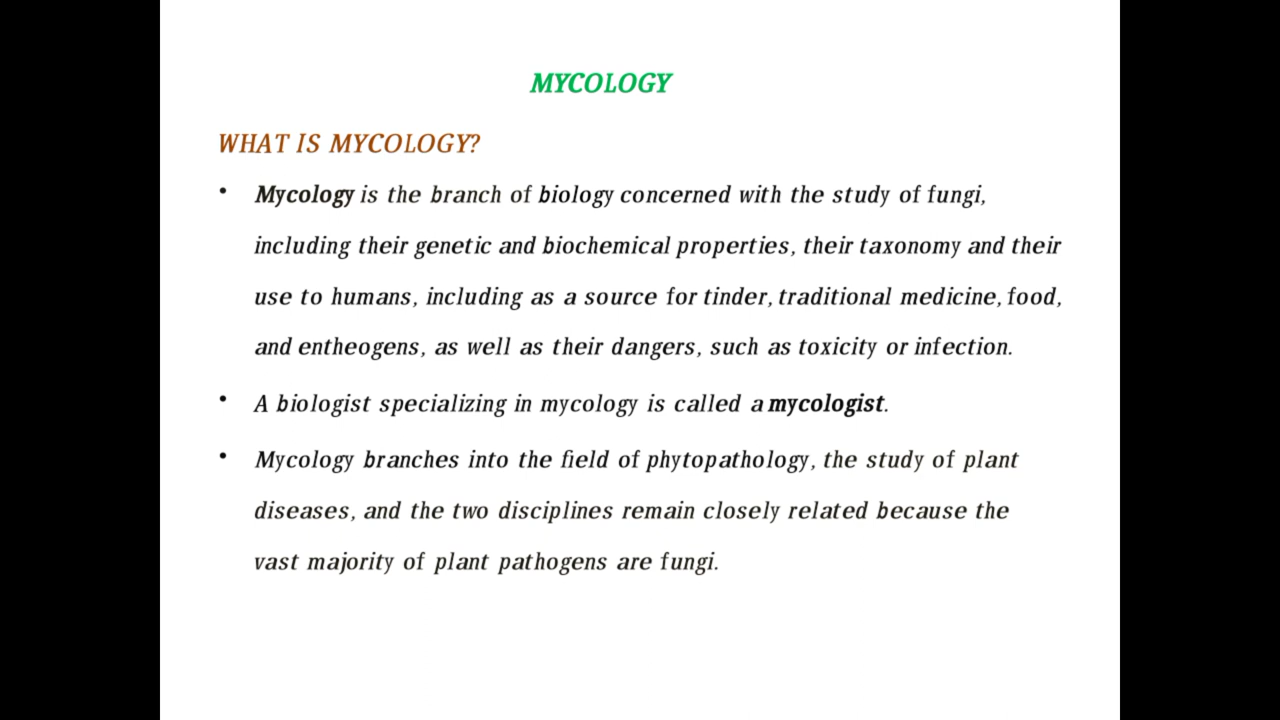 MYCOLOGY
WHAT IS MYCOLOGY?
• Mycology is the branch of biology concerned with the study of fungi,
including their genetic and biochemical properties, their taxonomy and their
use to humans, including as a source for tinder, traditional medicine, food,
and entheogens, as well as their dangers, such as toxicity or infection.
• A biologist specializing in mycology is called a mycologist.
• Mycology branches into the field of phytopathology, the study of plant
diseases, and the two disciplines remain closely related because the
vast majority of plant pathogens are fungi.